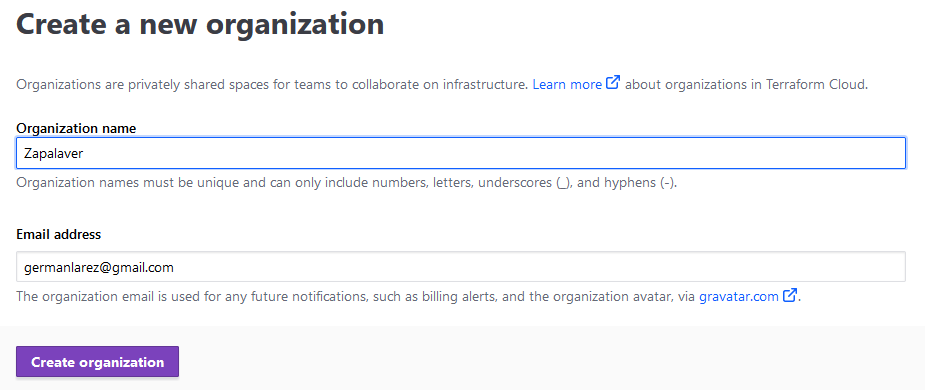 Create a new organization
Organizations are privately shared spaces for teams to collaborate on infrastructure. Learn more about organizations in Terraform Cloud.
Organization name
Zapalaver
Organization names must be unique and can only include numbers, letters, underscores (_), and hyphens (-).
Email address
germanlarez@gmail.com
The organization email is used for any future notifications, such as billing alerts, and the organization avatar, via gravatar.com.
Create organization